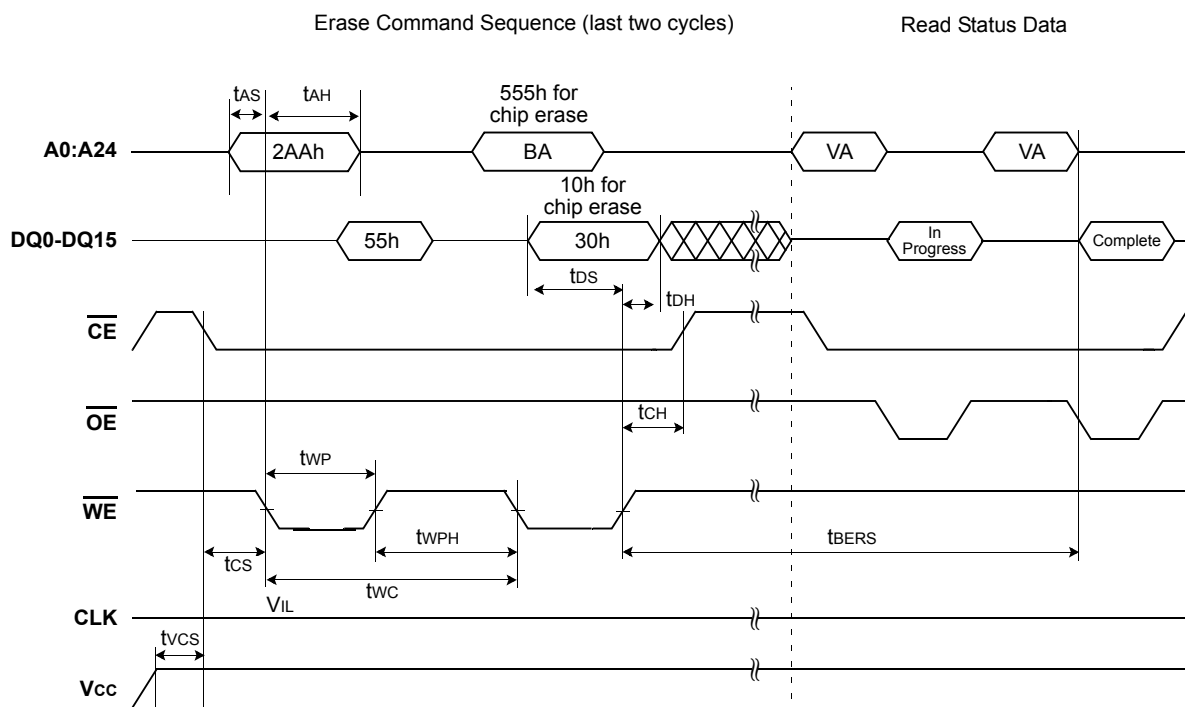 Erase Command Sequence (last two cycles)
Read Status Data
tAS
tAH
555h for
chip erase
A0:A24
2AAh
BA
VA
VA
10h for
chip erase
DQ0-DQ15
55h
30h
In
Progress
Complete
tDS
tDH
CE
OE
tCH
tWP
WE
tCS
tWPH
tBERS
tWC
VIL
CLK
tVCS
VCC